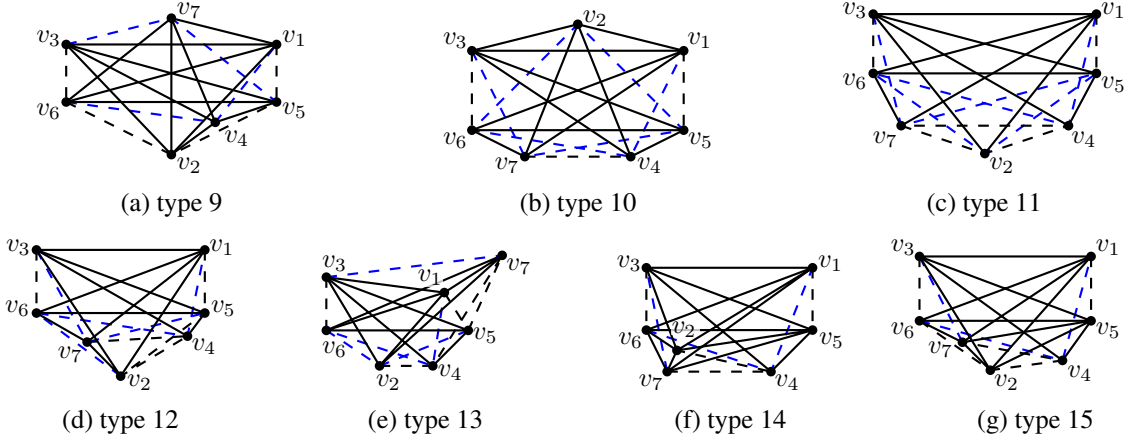 v7
v3 v1
v6 v5
v4
v2
(a) type 9
v2
v3 v1
v6 v5
v7 v4
(b) type 10
v3 v1
v6 v5
v7 v4
v2
(c) type 11
v3 v1
v6 v5
v7 v4
v2
(d) type 12
v7
v3 v1
v6 v5
v2 v4
(e) type 13
v3 v1
v6 v2 v5
v7 v4
(f) type 14
v3 v1
v6 v5
v7 v4
v2
(g) type 15